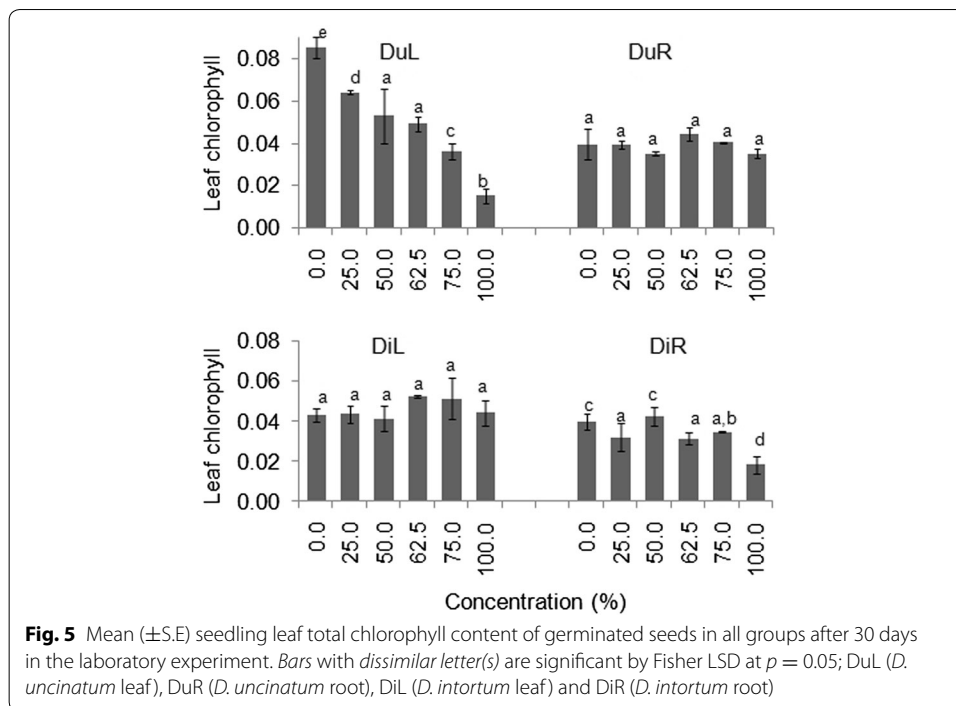 DuL DuR
Leaf chlorophyll
0.08
0.06
0.04
0.02
0.00
e d a a c b
a a a a a a
0.0 25.0 50.0 62.5 75.0 100.0
0.0 25.0 50.0 62.5 75.0 100.0
DiL DiR
Leaf chlorophyll
0.08
0.06
0.04
0.02
0.00
a a a a a a
c a c a a,b d
0.0 25.0 50.0 62.5 75.0 100.0
0.0 25.0 50.0 62.5 75.0 100.0
Concentration (%)
Fig. 5 Mean (±S.E) seedling leaf total chlorophyll content of germinated seeds in all groups after 30 days
in the laboratory experiment. Bars with dissimilar letter(s) are significant by Fisher LSD at p = 0.05; DuL (D.
uncinatum leaf), DuR (D. uncinatum root), DiL (D. intortum leaf) and DiR (D. intortum root)